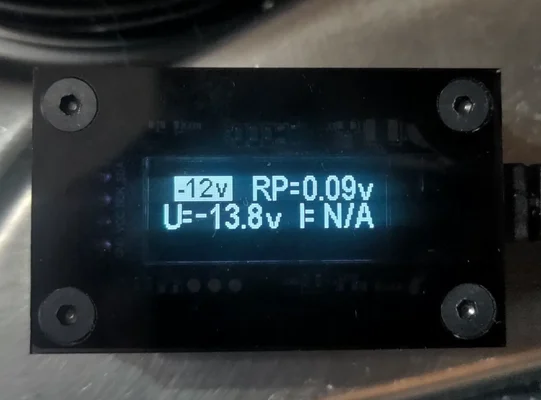 -12v RP=0.09v
U=-13.8v I= N/A